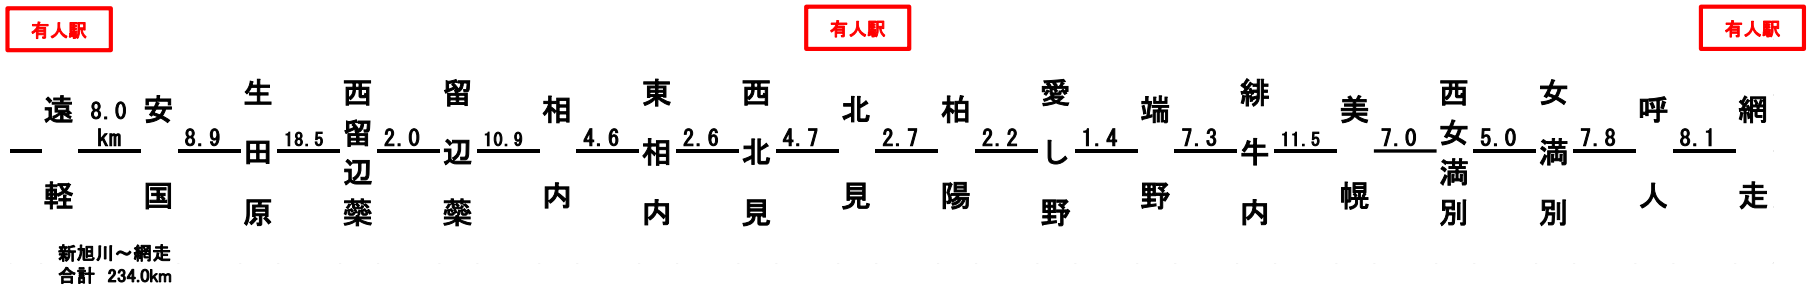 有人駅
有人駅
有人駅
遠軽
8.0
km
安国
8.9
生田原
18.5
西留辺蘂
2.0
留辺蘂
10.9
相内
4.6
東相内
2.6
西北見
4.7
北見
2.7
柏陽
2.2
愛し野
1.4
端野
7.3
緋牛内
11.5
美幌
7.0
西女満別
5.0
女満別
7.8
呼人
8.1
網走
新旭川～網走
合計 234.0km